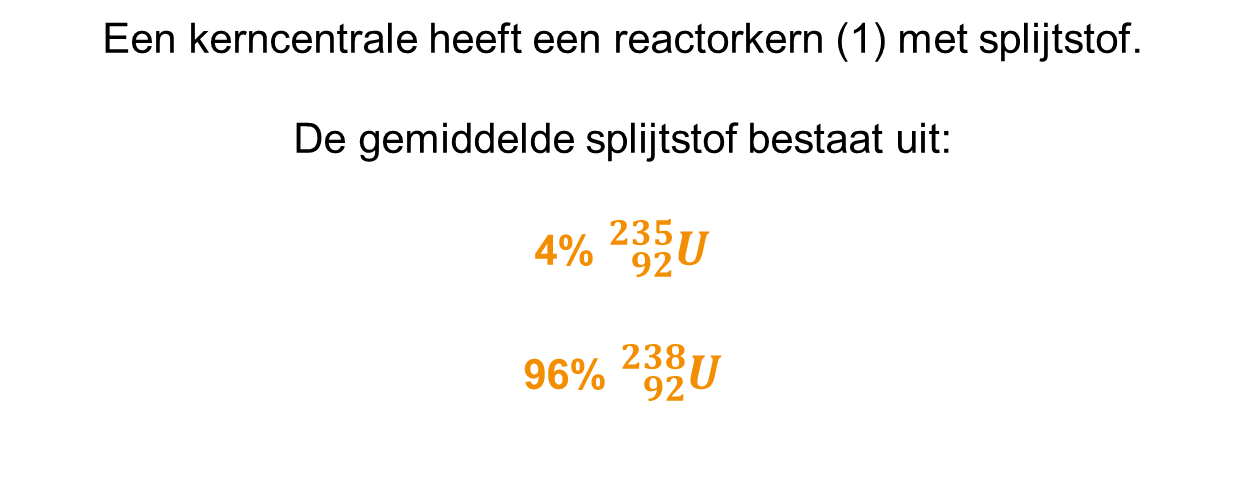 Een kerncentrale heeft een reactorkern (1) met splijtstof.
De gemiddelde splijtstof bestaat uit:
4% ²³⁵₉₂U
96% ²³⁸₉₂U